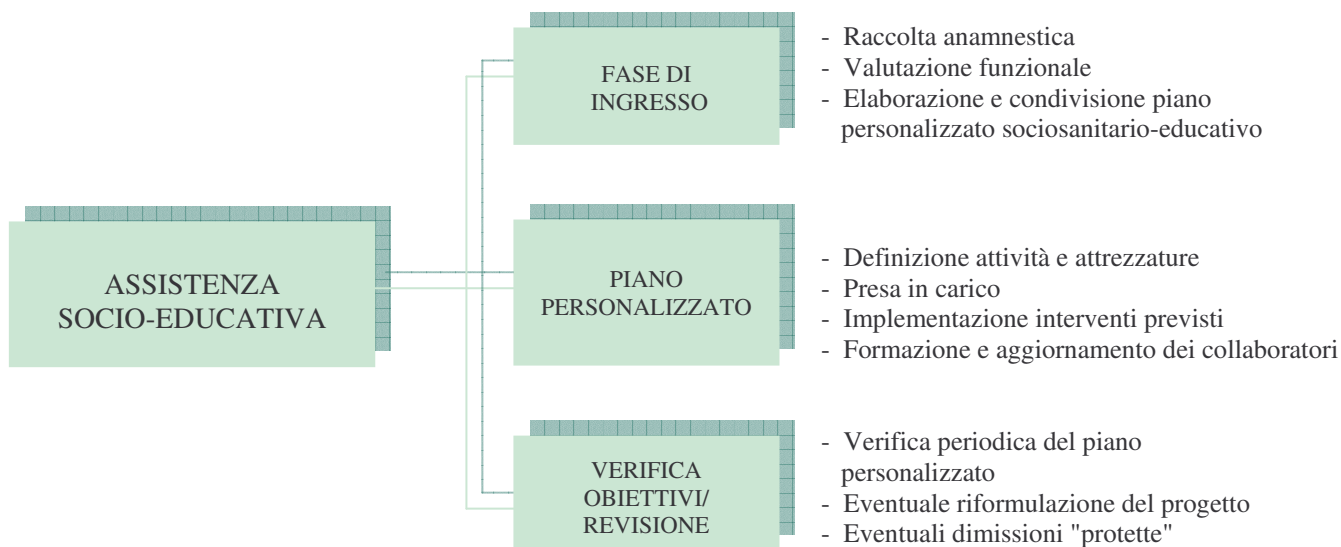 FASE DI
INGRESSO
- Raccolta anamnestica
- Valutazione funzionale
- Elaborazione e condivisione piano
personalizzato sociosanitario-educativo
ASSISTENZA
SOCIO-EDUCATIVA
PIANO
PERSONALIZZATO
- Definizione attività e attrezzature
- Presa in carico
- Implementazione interventi previsti
- Formazione e aggiornamento dei collaboratori
VERIFICA
OBIETTIVI/
REVISIONE
- Verifica periodica del piano
personalizzato
- Eventuale riformulazione del progetto
- Eventuali dimissioni "protette"